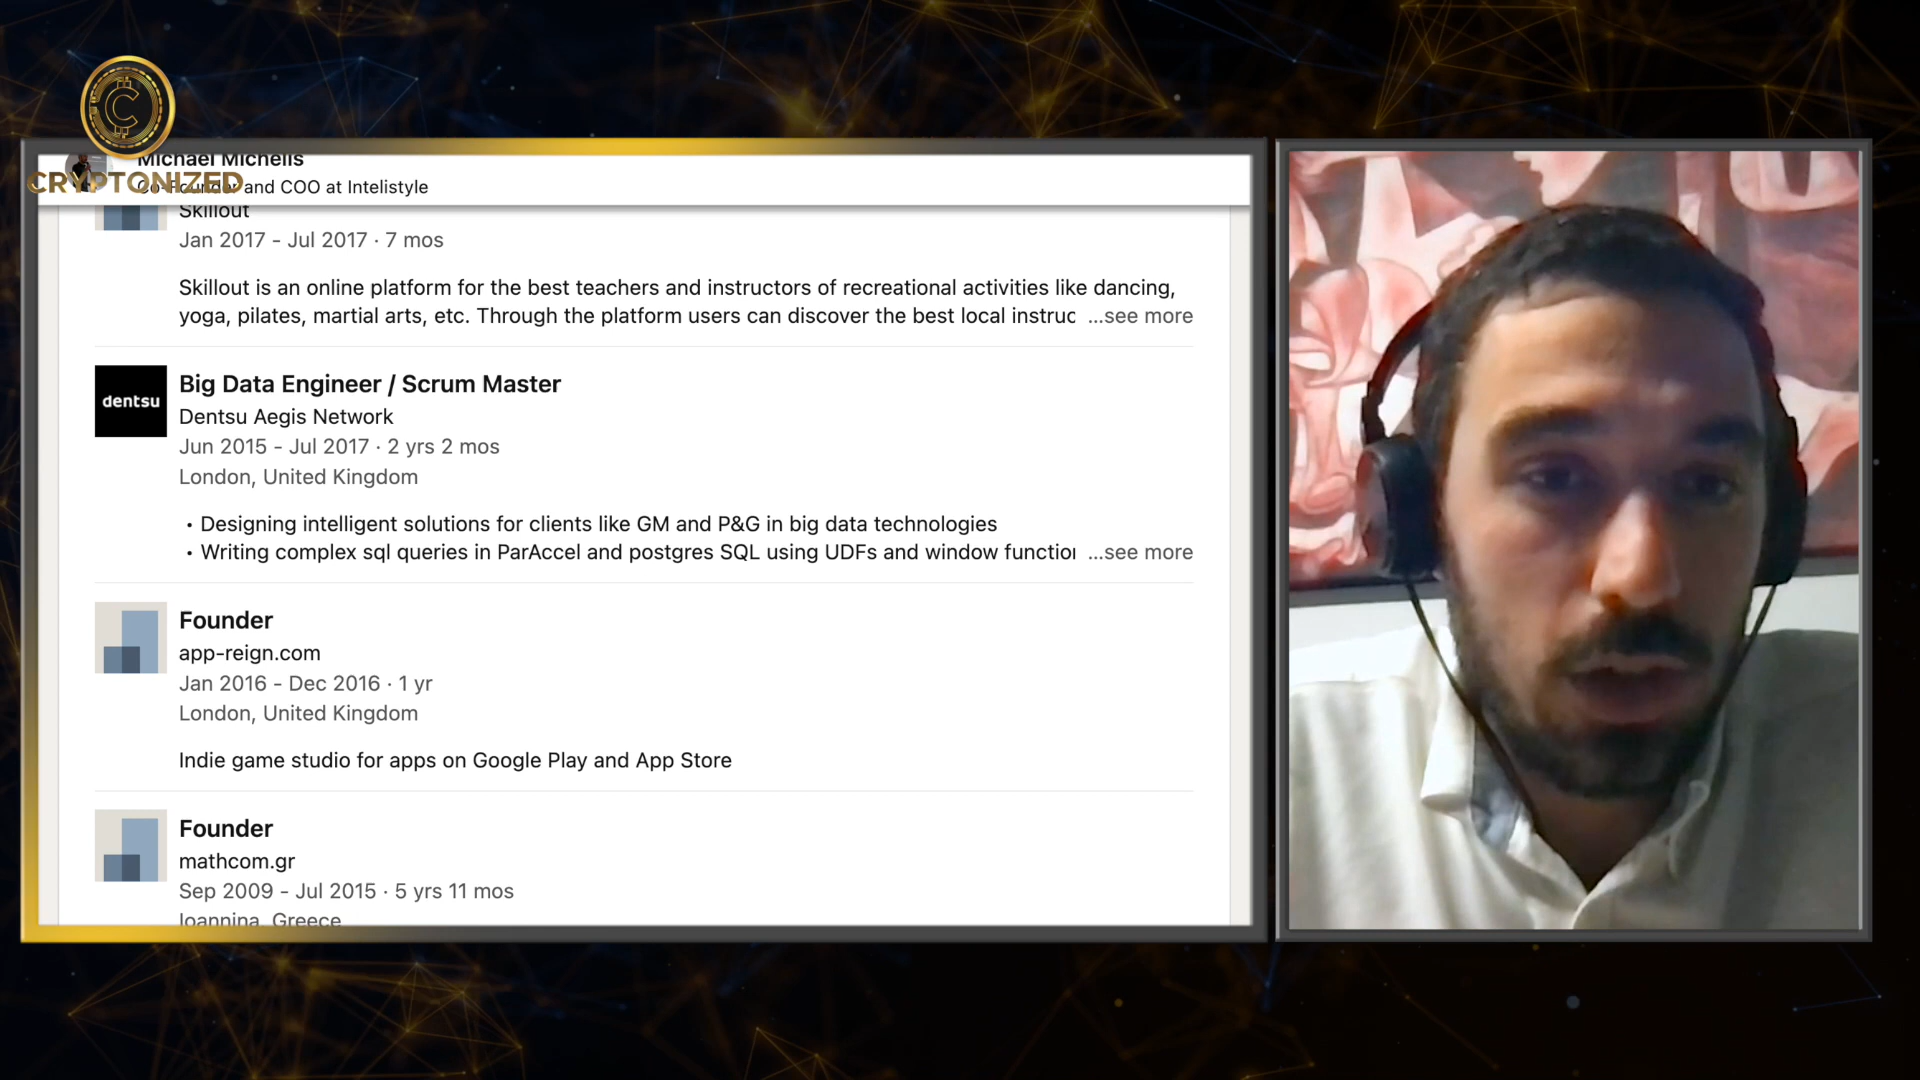 CRYPTONIZED
Michael Michelis
Co-Founder and COO at Intelistyle
Skillout
Jan 2017 - Jul 2017 · 7 mos
Skillout is an online platform for the best teachers and instructors of recreational activities like dancing,
yoga, pilates, martial arts, etc. Through the platform users can discover the best local instruc ...see more
dentsu
Big Data Engineer / Scrum Master
Dentsu Aegis Network
Jun 2015 - Jul 2017 · 2 yrs 2 mos
London, United Kingdom
• Designing intelligent solutions for clients like GM and P&G in big data technologies
• Writing complex sql queries in ParAccel and postgres SQL using UDFs and window function ...see more
Founder
app-reign.com
Jan 2016 - Dec 2016 · 1 yr
London, United Kingdom
Indie game studio for apps on Google Play and App Store
Founder
mathcom.gr
Sep 2009 - Jul 2015 · 5 yrs 11 mos
Ioannina, Greece